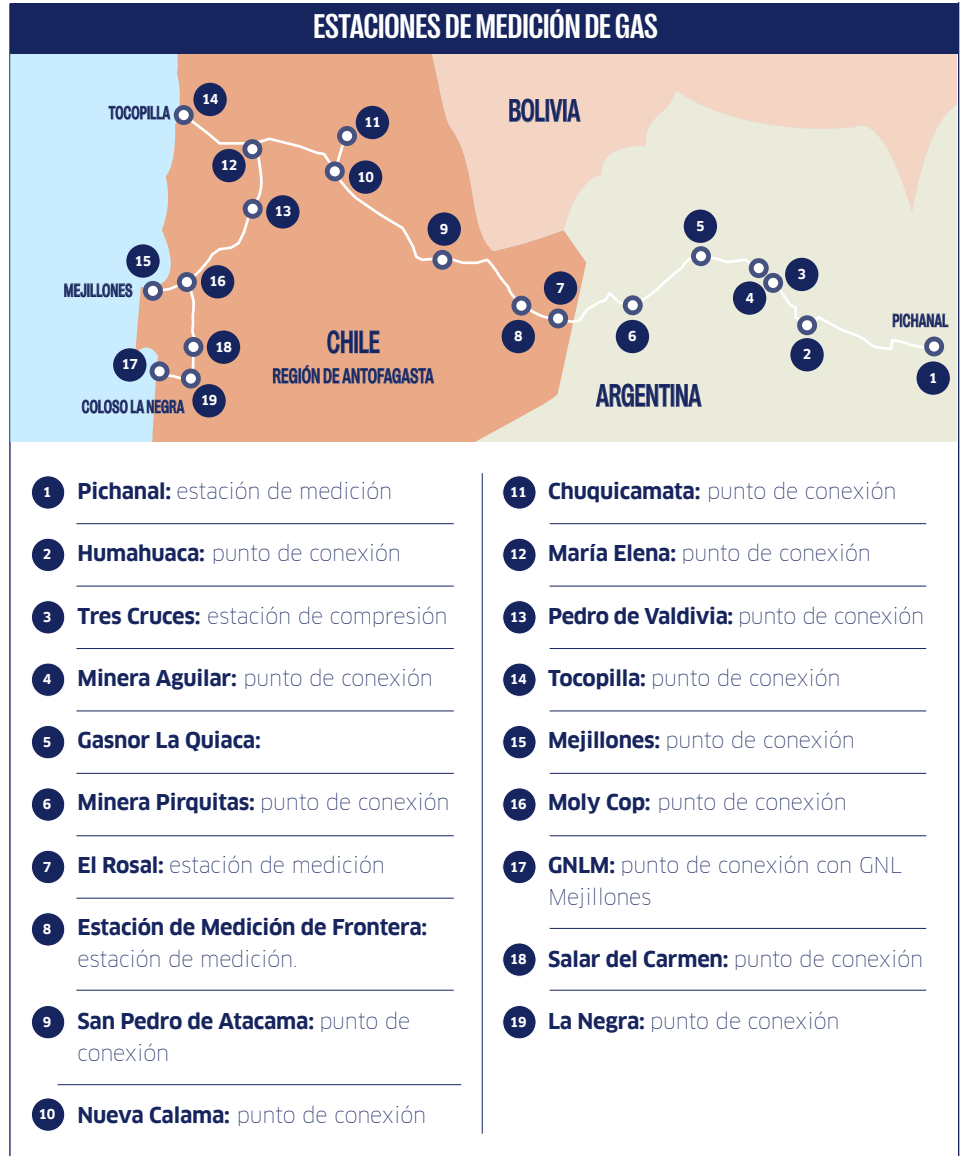 ESTACIONES DE MEDICIÓN DE GAS
TOCOPILLA
14
11
BOLIVIA
12
10
13
9
5
15
16
MEJILLONES
7
3
4
8
6
2
PICHANAL
1
CHILE
REGIÓN DE ANTOFAGASTA
ARGENTINA
17
18
COLOSO LA NEGRA
19
1 Pichanal: estación de medición
2 Humahuaca: punto de conexión
3 Tres Cruces: estación de compresión
4 Minera Aguilar: punto de conexión
5 Gasnor La Quiaca:
6 Minera Pirquitas: punto de conexión
7 El Rosal: estación de medición
8 Estación de Medición de Frontera:
estación de medición.
9 San Pedro de Atacama: punto de
conexión
10 Nueva Calama: punto de conexión
11 Chuquicamata: punto de conexión
12 María Elena: punto de conexión
13 Pedro de Valdivia: punto de conexión
14 Tocopilla: punto de conexión
15 Mejillones: punto de conexión
16 Moly Cop: punto de conexión
17 GNLM: punto de conexión con GNL
Mejillones
18 Salar del Carmen: punto de conexión
19 La Negra: punto de conexión